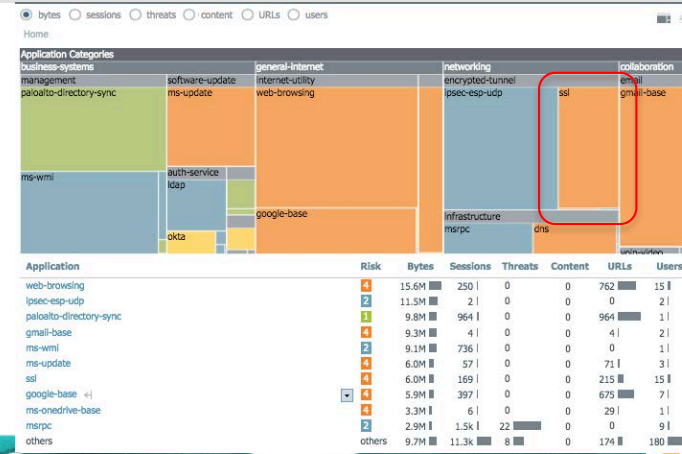 bytes sessions threats content URLs users
Home
Application Categories
business-systems general-internet networking collaboration
management software-update internet-utility encrypted-tunnel email
paloalto-directory-sync ms-update web-browsing ipsec-esp-udp ssl gmail-base
ms-wmi auth-service
ldap
google-base infrastructure
okta msrpc dns
voip-video
Application Risk Bytes Sessions Threats Content URLs Users
web-browsing 4 15.6M 250 0 0 762 15
ipsec-esp-udp 2 11.5M 2 0 0 0 2
paloalto-directory-sync 1 9.8M 964 0 0 964 1
gmail-base 4 9.3M 4 0 0 4 2
ms-wmi 2 9.1M 736 0 0 0 1
ms-update 4 6.0M 57 0 0 71 3
ssl 4 6.0M 169 0 0 215 15
google-base 4 5.9M 397 0 0 675 7
ms-onedrive-base 4 3.3M 6 0 0 29 1
msrpc 2 2.9M 1.5k 22 0 0 9
others others 9.7M 11.3k 8 0 174 180